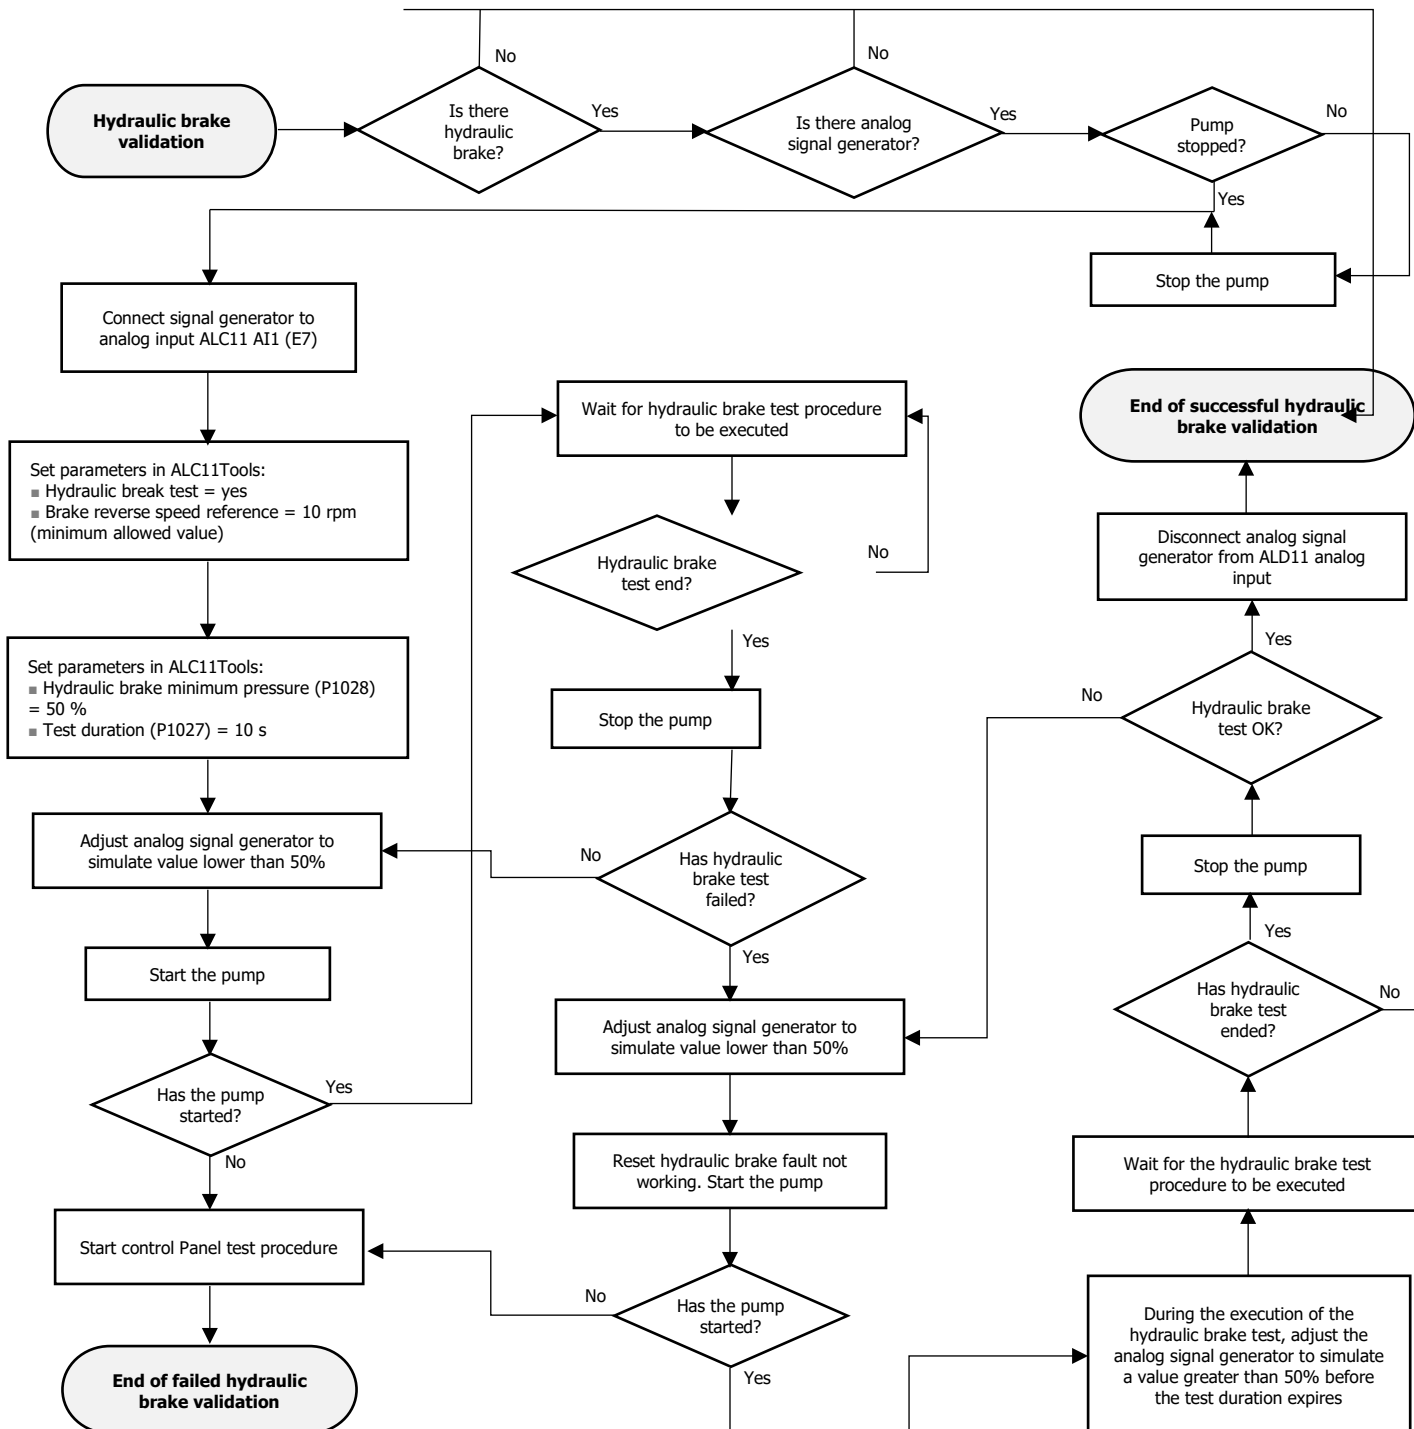 No
No
Hydraulic brake
validation
Is there
hydraulic
brake?
Yes
Is there analog
signal generator?
Yes
Pump
stopped?
No
Yes
Stop the pump
Connect signal generator to
analog input ALC11 AI1 (E7)
Set parameters in ALC11Tools:
■ Hydraulic break test = yes
■ Brake reverse speed reference = 10 rpm
(minimum allowed value)
Set parameters in ALC11Tools:
■ Hydraulic brake minimum pressure (P1028)
= 50 %
■ Test duration (P1027) = 10 s
Adjust analog signal generator to
simulate value lower than 50%
Start the pump
Has the pump
started?
Yes
No
Start control Panel test procedure
End of failed hydraulic
brake validation
Wait for hydraulic brake test procedure
to be executed
Hydraulic brake
test end?
No
Yes
Stop the pump
Has hydraulic
brake test
failed?
No
Yes
Adjust analog signal generator to
simulate value lower than 50%
Reset hydraulic brake fault not
working. Start the pump
Has the pump
started?
No
Yes
End of successful hydraulic
brake validation
Disconnect analog signal
generator from ALD11 analog
input
Yes
Hydraulic brake
test OK?
No
Stop the pump
Yes
Has hydraulic
brake test
ended?
No
Wait for the hydraulic brake test
procedure to be executed
During the execution of the
hydraulic brake test, adjust the
analog signal generator to simulate
a value greater than 50% before
the test duration expires